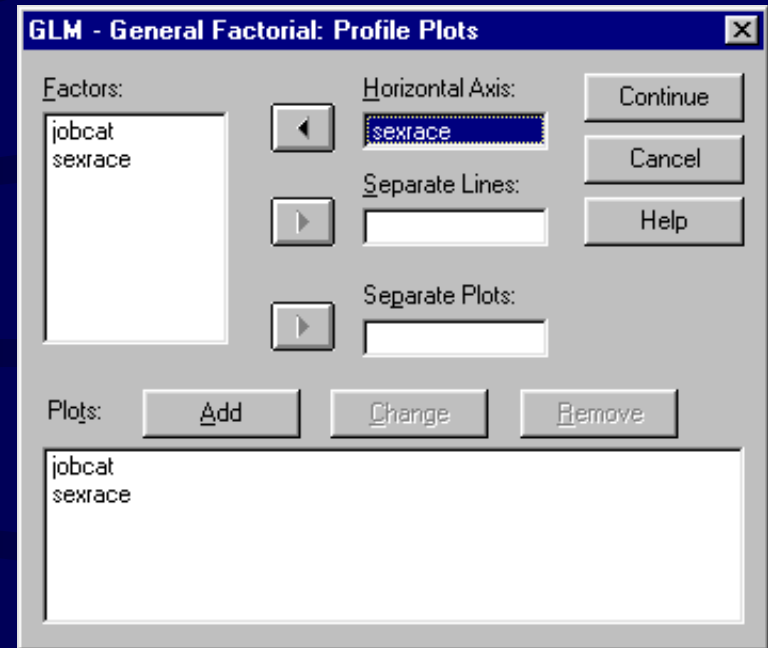 GLM - General Factorial: Profile Plots
Factors:
jobcat
sexrace
Horizontal Axis:
sexrace
Separate Lines:
Separate Plots:
Continue
Cancel
Help
Plots:
Add
Change
Remove
jobcat
sexrace